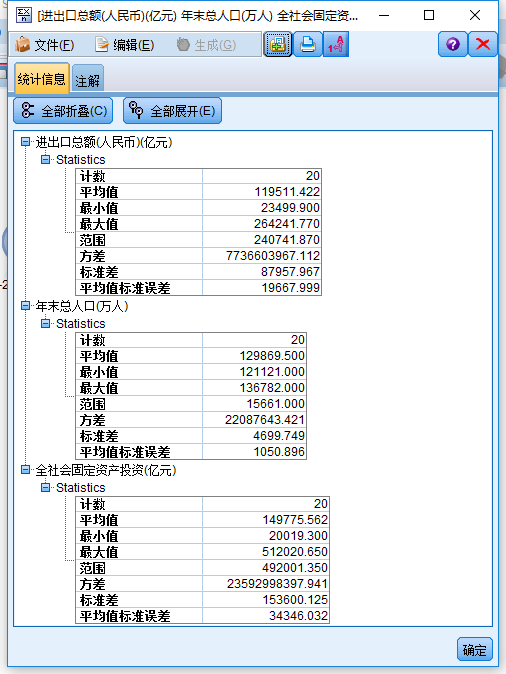 [进出口总额(人民币)(亿元) 年末总人口(万人) 全社会固定资...
文件(F) 编辑(E) 生成(G)
统计信息 注解
全部折叠(C) 全部展开(E)
进出口总额(人民币)(亿元)
Statistics
计数 20
平均值 119511.422
最小值 23499.900
最大值 264241.770
范围 240741.870
方差 7736603967.112
标准差 87957.967
平均值标准误差 19667.999
年末总人口(万人)
Statistics
计数 20
平均值 129869.500
最小值 121121.000
最大值 136782.000
范围 15661.000
方差 22087643.421
标准差 4699.749
平均值标准误差 1050.896
全社会固定资产投资(亿元)
Statistics
计数 20
平均值 149775.562
最小值 20019.300
最大值 512020.650
范围 492001.350
方差 23592998397.941
标准差 153600.125
平均值标准误差 34346.032
确定